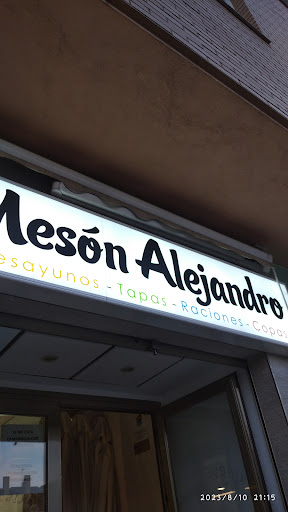 Mesón Alejandro
esayunos - Tapas - Raciones - Copas
2023/8/10 21:15